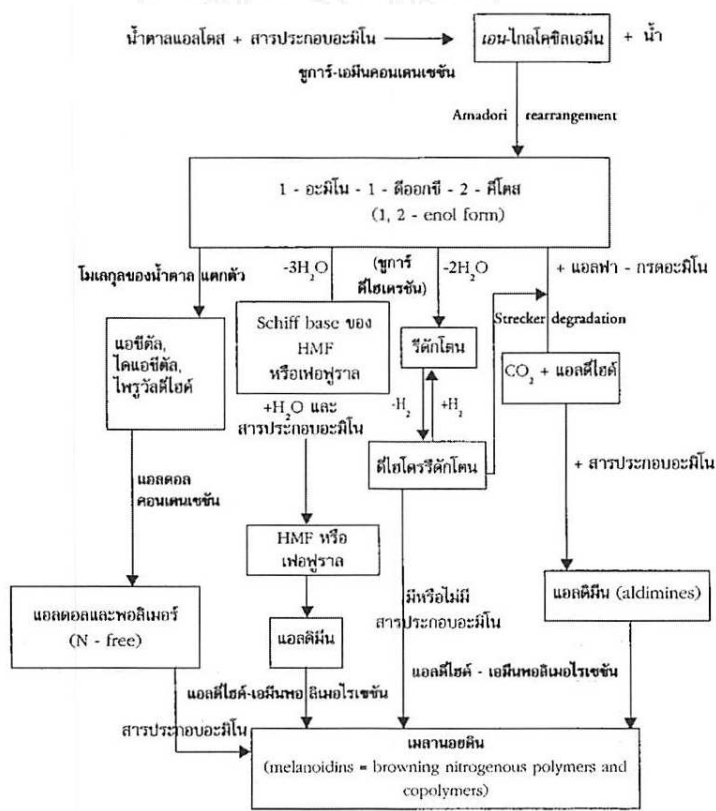 น้ำตาลแอลโดส + สารประกอบอะมิโน
เอน-ไกลโคซิลเอมีน
+ น้ำ
ชูการ์-เอมีนคอนเดนเซชัน
Amadori rearrangement
1 - อะมิโน - 1 - ดีออกซี - 2 - คีโตส
(1, 2 - enol form)
โมเลกุลของน้ำตาล แตกตัว
-3H₂O
(ชูการ์
ดีไฮเดรชัน)
-2H₂O
+ แอลฟา - กรดอะมิโน
Strecker degradation
แอซีตัล,
ไดแอซีตัล,
ไพรูวัลดีไฮด์
Schiff base ของ
HMF
หรือเฟอฟูราล
รีดักโตน
CO₂ + แอลดีไฮด์
+H₂O และ
สารประกอบอะมิโน
-H₂
+H₂
ดีไฮโดรรีดักโตน
+ สารประกอบอะมิโน
แอลดอล
คอนเดนเซชัน
HMF หรือ
เฟอฟูราล
แอลดอลและพอลิเมอร์
(N - free)
แอลดิมีน
มีหรือไม่มี
สารประกอบอะมิโน
แอลดิมีน (aldimines)
แอลดีไฮด์-เอมีนพอลิเมอไรเซชัน
แอลดีไฮด์ - เอมีนพอลิเมอไรเซชัน
สารประกอบอะมิโน
เมลานอยดิน
(melanoidins = browning nitrogenous polymers and
copolymers)